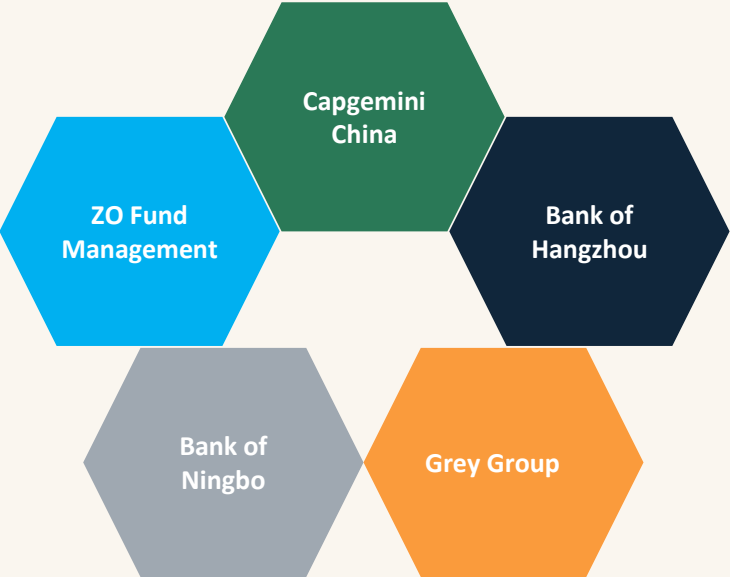 Capgemini
China
ZO Fund
Management
Bank of
Hangzhou
Bank of
Ningbo
Grey Group